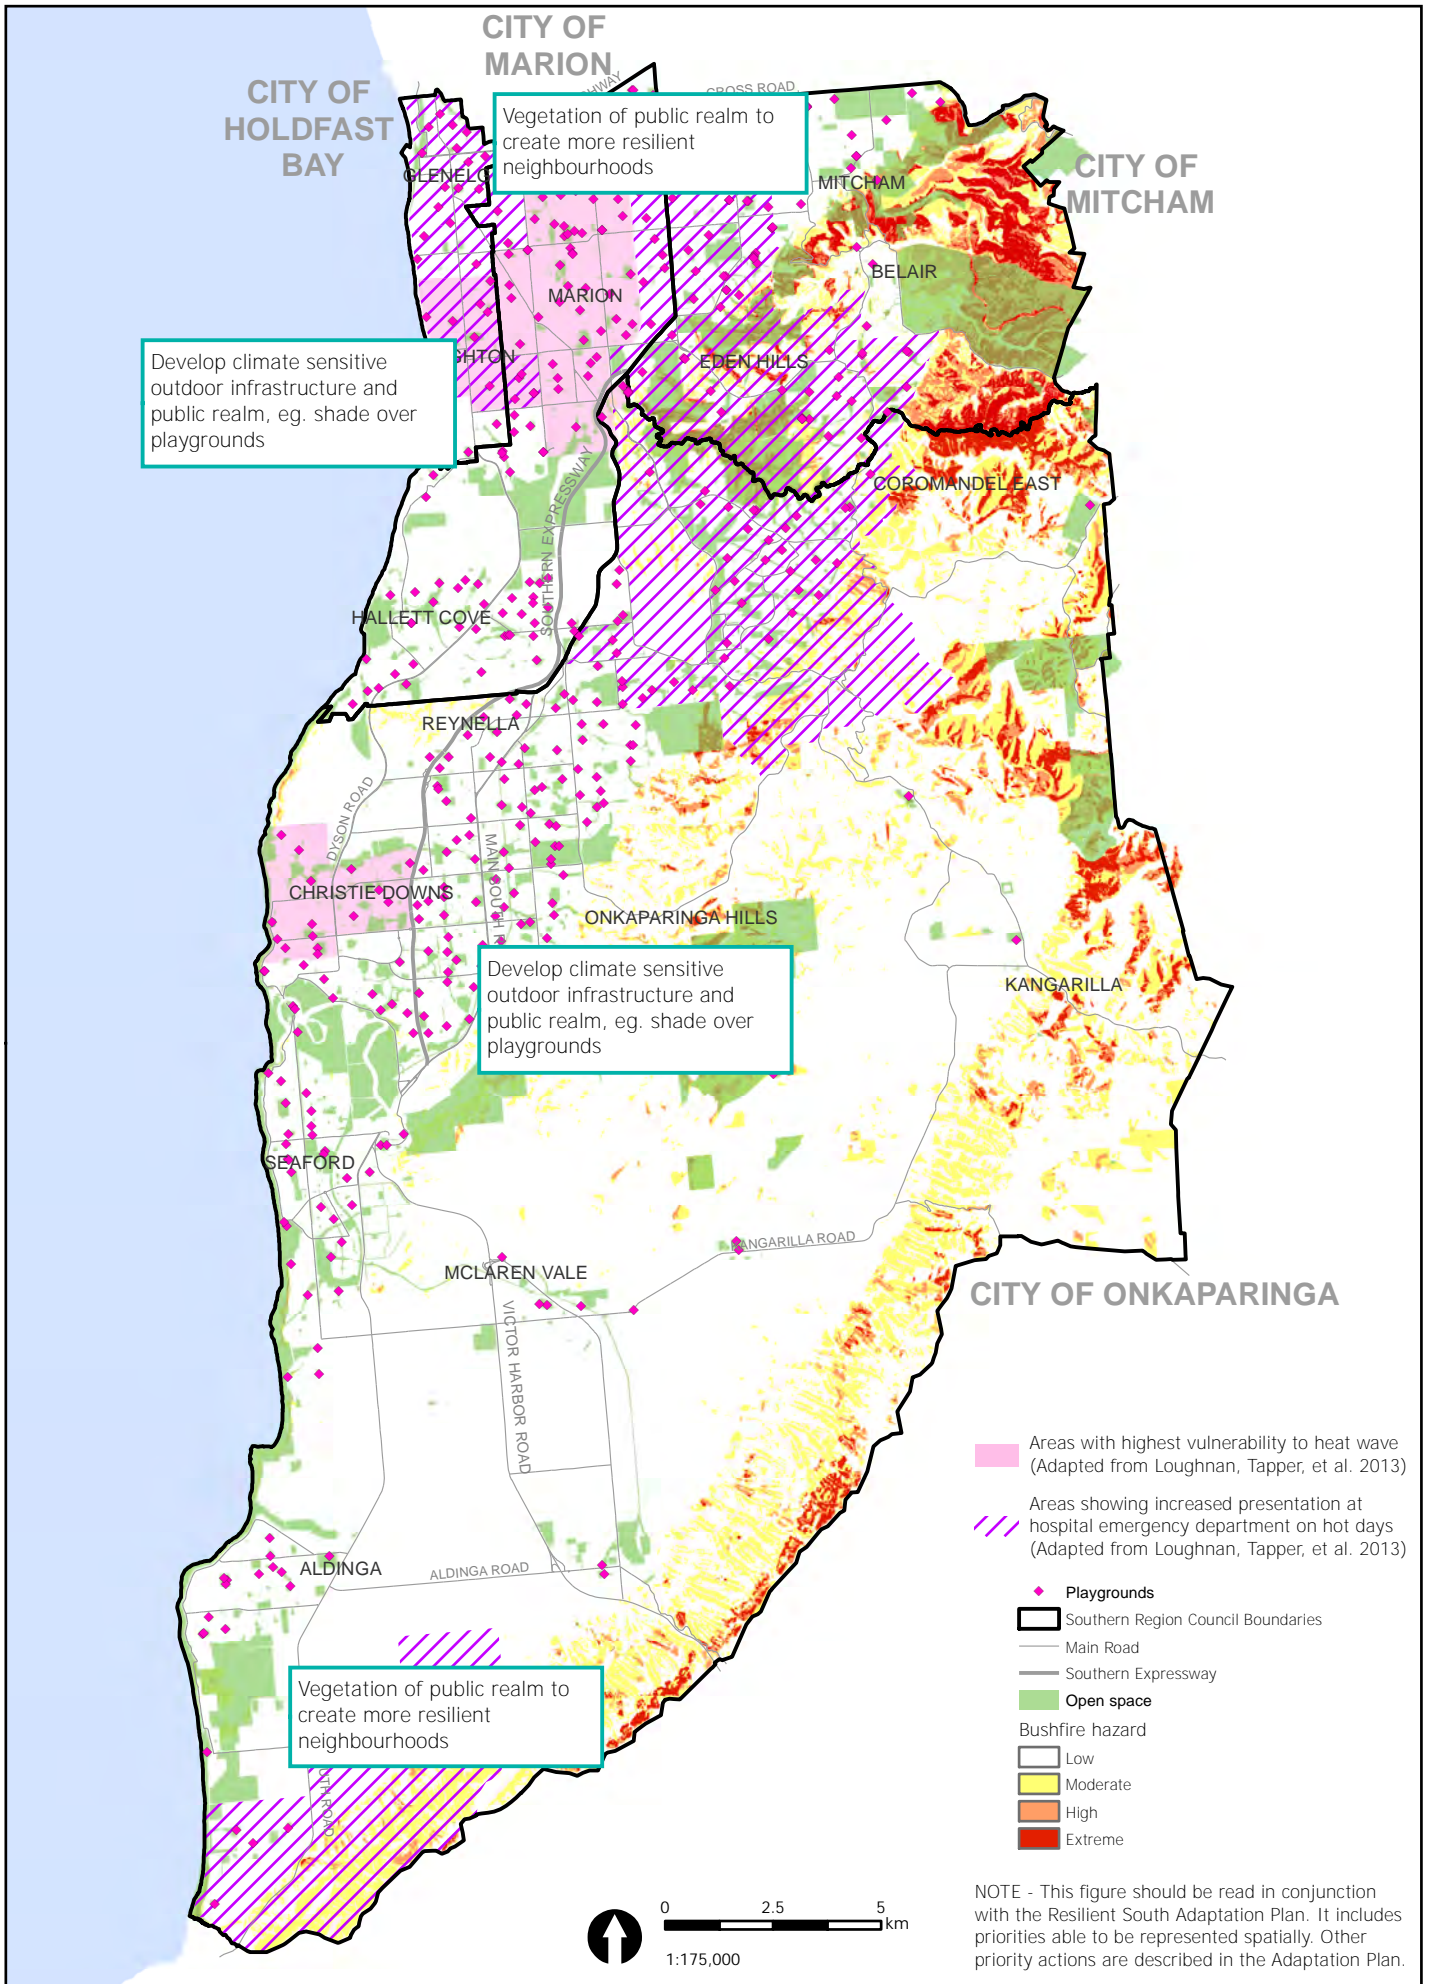 CITY OF
MARION
CITY OF
HOLDFAST
BAY
CROSS ROAD
Vegetation of public realm to
create more resilient
neighbourhoods
CITY OF
MITCHAM
MITCHAM
BELAIR
MARION
EDEN HILLS
Develop climate sensitive
outdoor infrastructure and
public realm, eg. shade over
playgrounds
COROMANDEL EAST
SOUTHERN EXPRESSWAY
HALLETT COVE
REYNELLA
DYSON ROAD
MAIN SOUTH R
CHRISTIE DOWNS
ONKAPARINGA HILLS
Develop climate sensitive
outdoor infrastructure and
public realm, eg. shade over
playgrounds
KANGARILLA
SEAFORD
KANGARILLA ROAD
MCLAREN VALE
CITY OF ONKAPARINGA
VICTOR HARBOR ROAD
ALDINGA
ALDINGA ROAD
Vegetation of public realm to
create more resilient
neighbourhoods
UTH ROAD
Areas with highest vulnerability to heat wave
(Adapted from Loughnan, Tapper, et al. 2013)
Areas showing increased presentation at
hospital emergency department on hot days
(Adapted from Loughnan, Tapper, et al. 2013)
Playgrounds
Southern Region Council Boundaries
Main Road
Southern Expressway
Open space
Bushfire hazard
Low
Moderate
High
Extreme
0 2.5 5
km
1:175,000
NOTE - This figure should be read in conjunction
with the Resilient South Adaptation Plan. It includes
priorities able to be represented spatially. Other
priority actions are described in the Adaptation Plan.